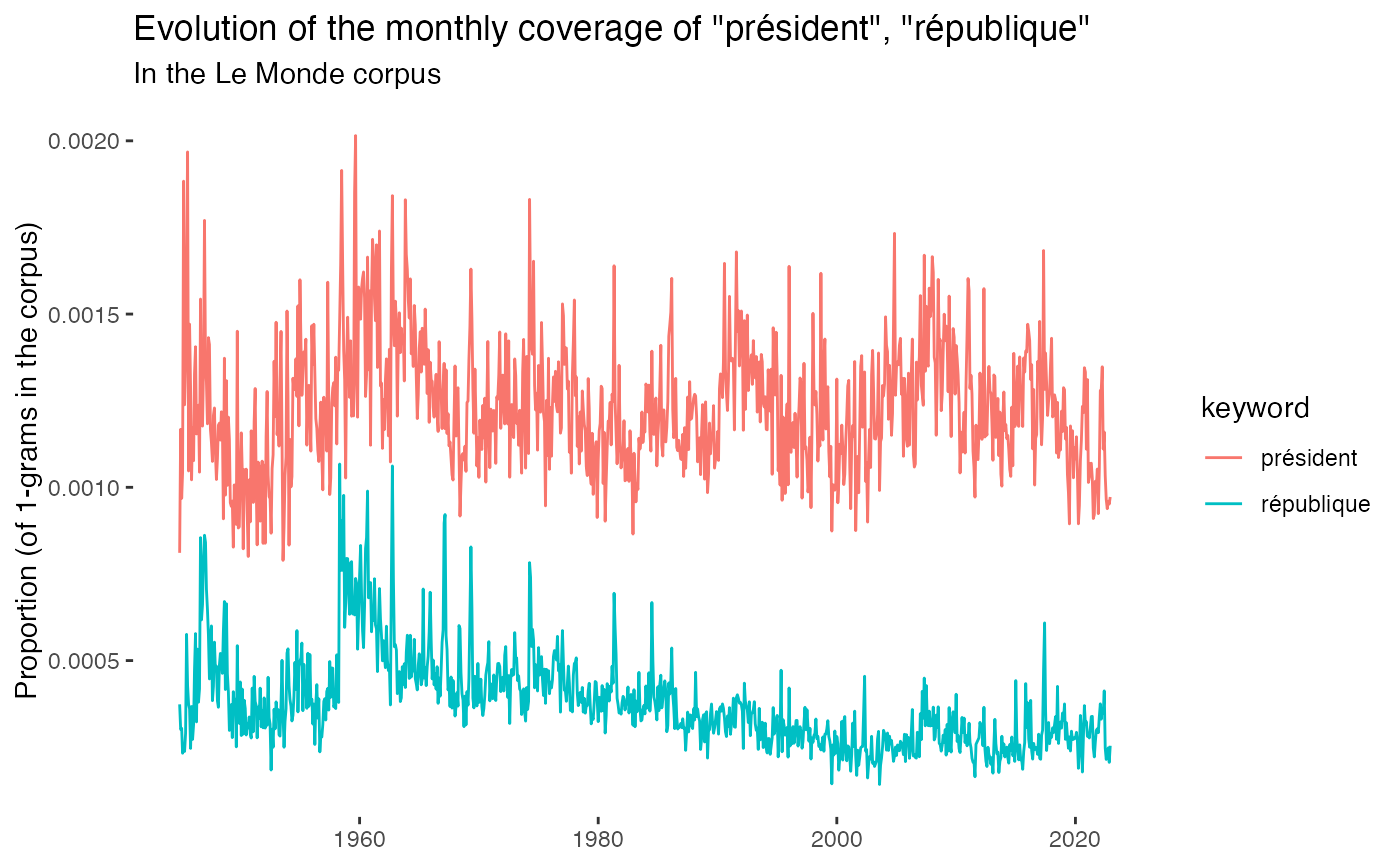 Evolution of the monthly coverage of "président", "république"
In the Le Monde corpus
Proportion (of 1-grams in the corpus)
0.0020
0.0015
0.0010
0.0005
1960
1980
2000
2020
keyword
président
république